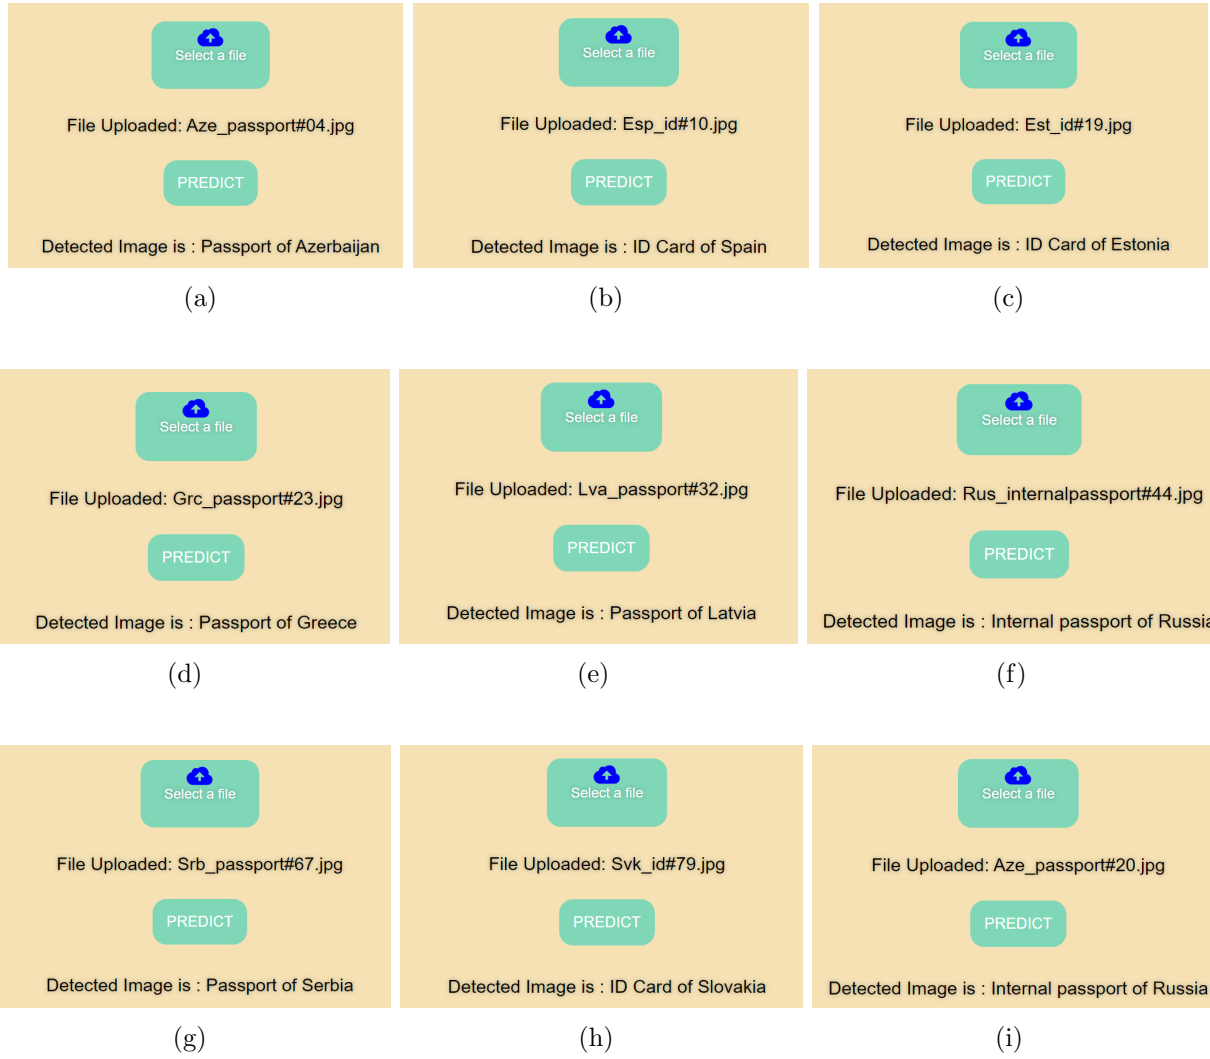 Select a file
File Uploaded: Aze_passport#04.jpg
PREDICT
Detected Image is : Passport of Azerbaijan
(a)
Select a file
File Uploaded: Esp_id#10.jpg
PREDICT
Detected Image is : ID Card of Spain
(b)
Select a file
File Uploaded: Est_id#19.jpg
PREDICT
Detected Image is : ID Card of Estonia
(c)
Select a file
File Uploaded: Grc_passport#23.jpg
PREDICT
Detected Image is : Passport of Greece
(d)
Select a file
File Uploaded: Lva_passport#32.jpg
PREDICT
Detected Image is : Passport of Latvia
(e)
Select a file
File Uploaded: Rus_internalpassport#44.jpg
PREDICT
Detected Image is : Internal passport of Russia
(f)
Select a file
File Uploaded: Srb_passport#67.jpg
PREDICT
Detected Image is : Passport of Serbia
(g)
Select a file
File Uploaded: Svk_id#79.jpg
PREDICT
Detected Image is : ID Card of Slovakia
(h)
Select a file
File Uploaded: Aze_passport#20.jpg
PREDICT
Detected Image is : Internal passport of Russia
(i)